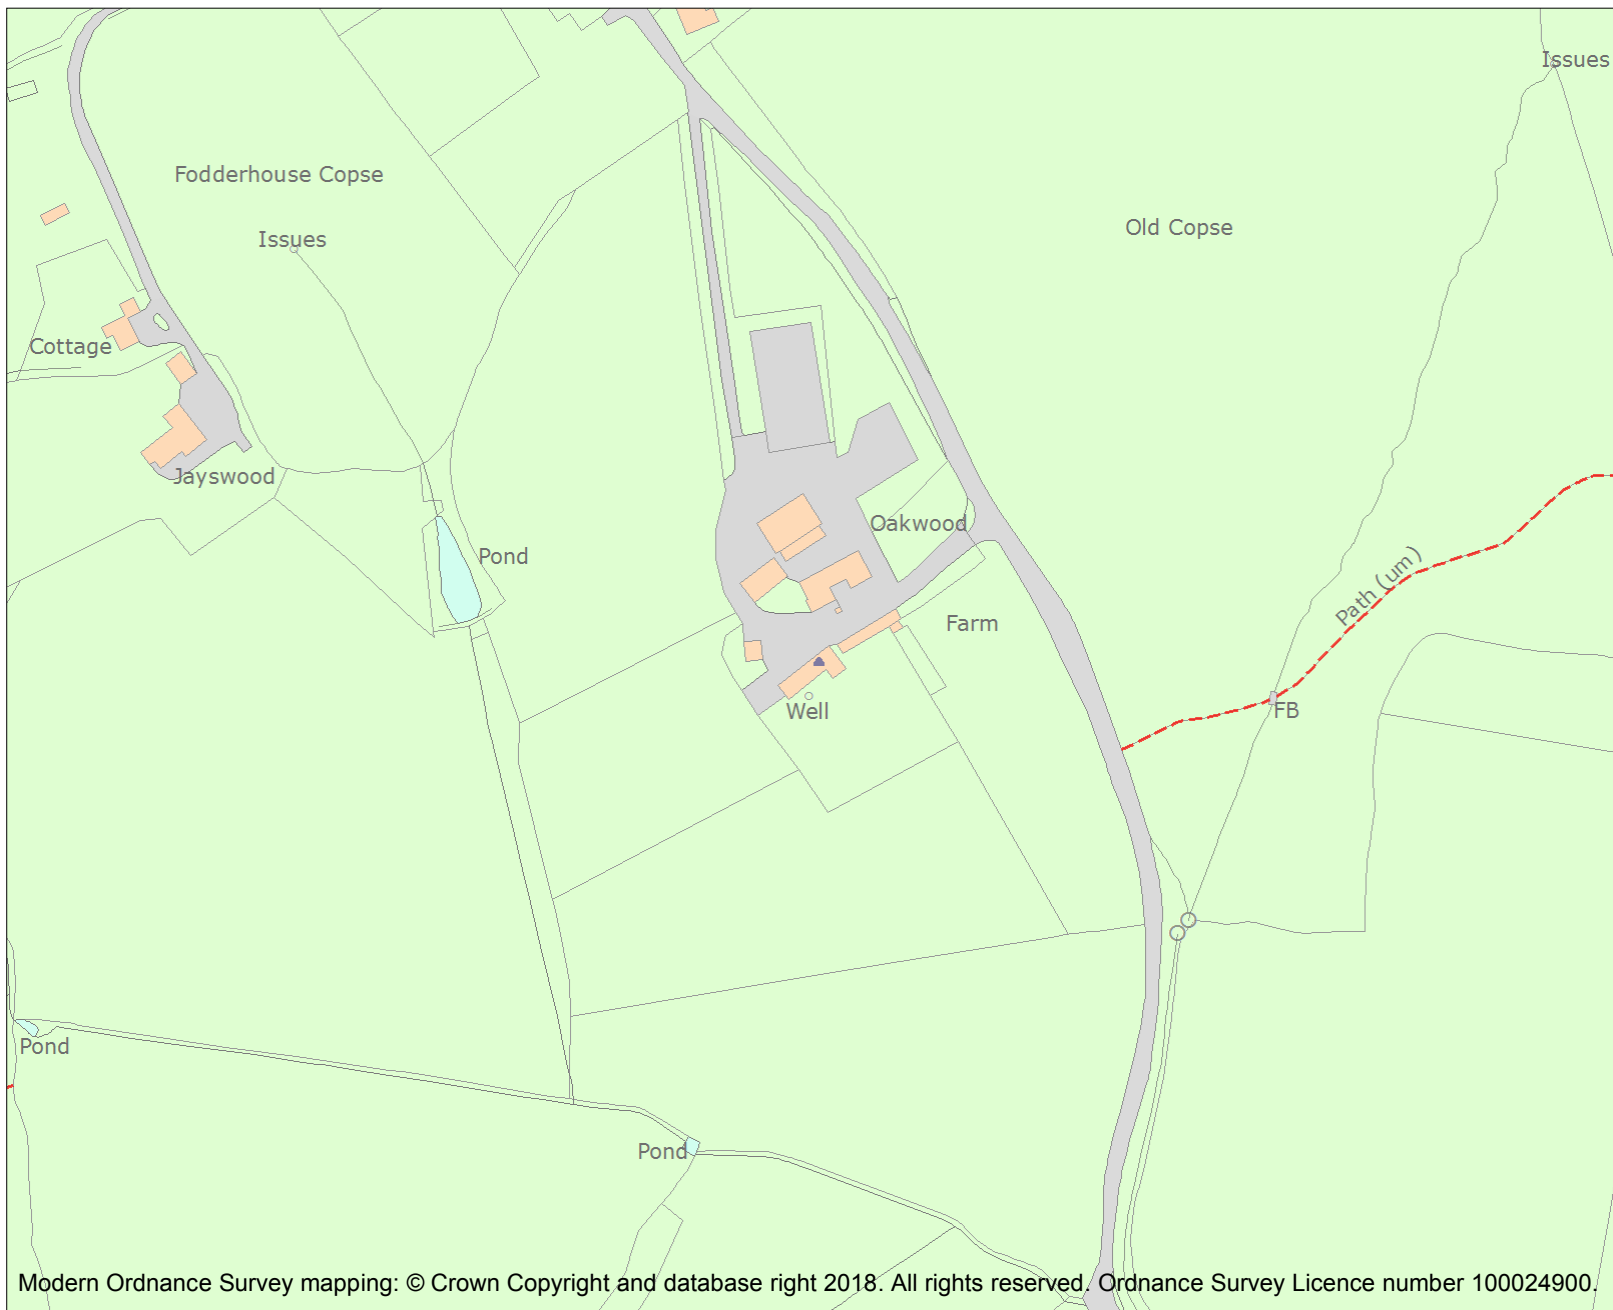 Issues
Fodderhouse Copse
Old Copse
Issues
Cottage
Jayswood
Oakwood
Pond
Path (um)
Farm
Well
FB
Pond
Pond
Modern Ordnance Survey mapping: © Crown Copyright and database right 2018. All rights reserved. Ordnance Survey Licence number 100024900.